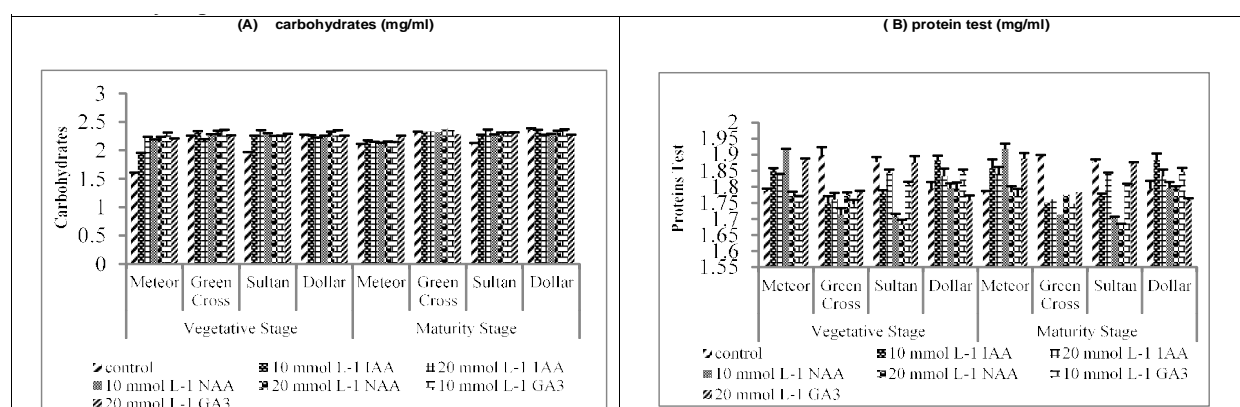 (A) carbohydrates (mg/ml)
Carbohydrates
3
2.5
2
1.5
1
0.5
0
Meteor Green Cross Sultan Dollar Meteor Green Cross Sultan Dollar
Vegetative Stage Maturity Stage
control 10 mmol L-1 IAA 20 mmol L-1 IAA
10 mmol L-1 NAA 20 mmol L-1 NAA 10 mmol L-1 GA3
20 mmol L-1 GA3
( B) protein test (mg/ml)
Proteins Test
2
1.95
1.9
1.85
1.8
1.75
1.7
1.65
1.6
1.55
Meteor Green Cross Sultan Dollar Meteor Green Cross Sultan Dollar
Vegetative Stage Maturity Stage
control 10 mmol L-1 IAA 20 mmol L-1 IAA
10 mmol L-1 NAA 20 mmol L-1 NAA 10 mmol L-1 GA3
20 mmol L-1 GA3